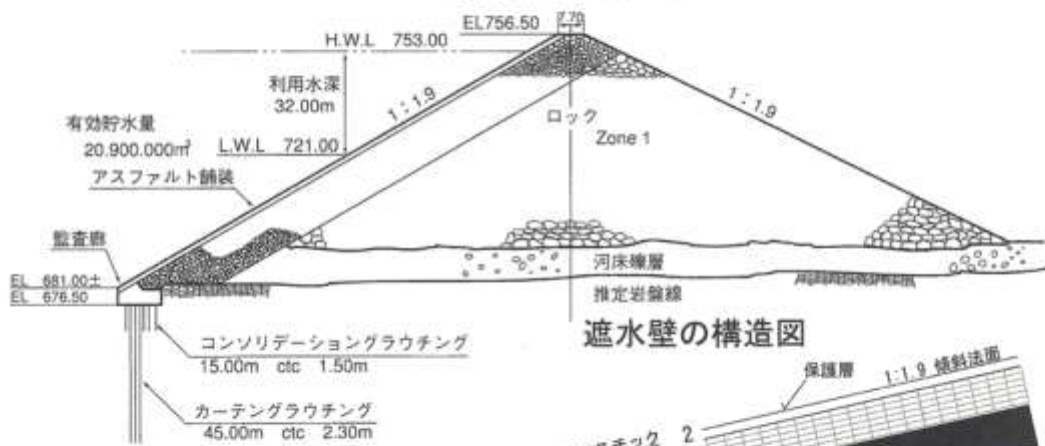 EL756.50 7.70
H.W.L 753.00
利用水深
32.00m
1:1.9
1:1.9
ロック
Zone 1
有効貯水量
20.900.000㎥
L.W.L 721.00
アスファルト舗装
監査廊
EL 681.00±
EL 676.50
河床礫層
推定岩盤線
遮水壁の構造図
コンソリデーショングラウチング
15.00m ctc 1.50m
カーテングラウチング
45.00m ctc 2.30m
保護層
1:1.9 傾斜法面
スチック 2